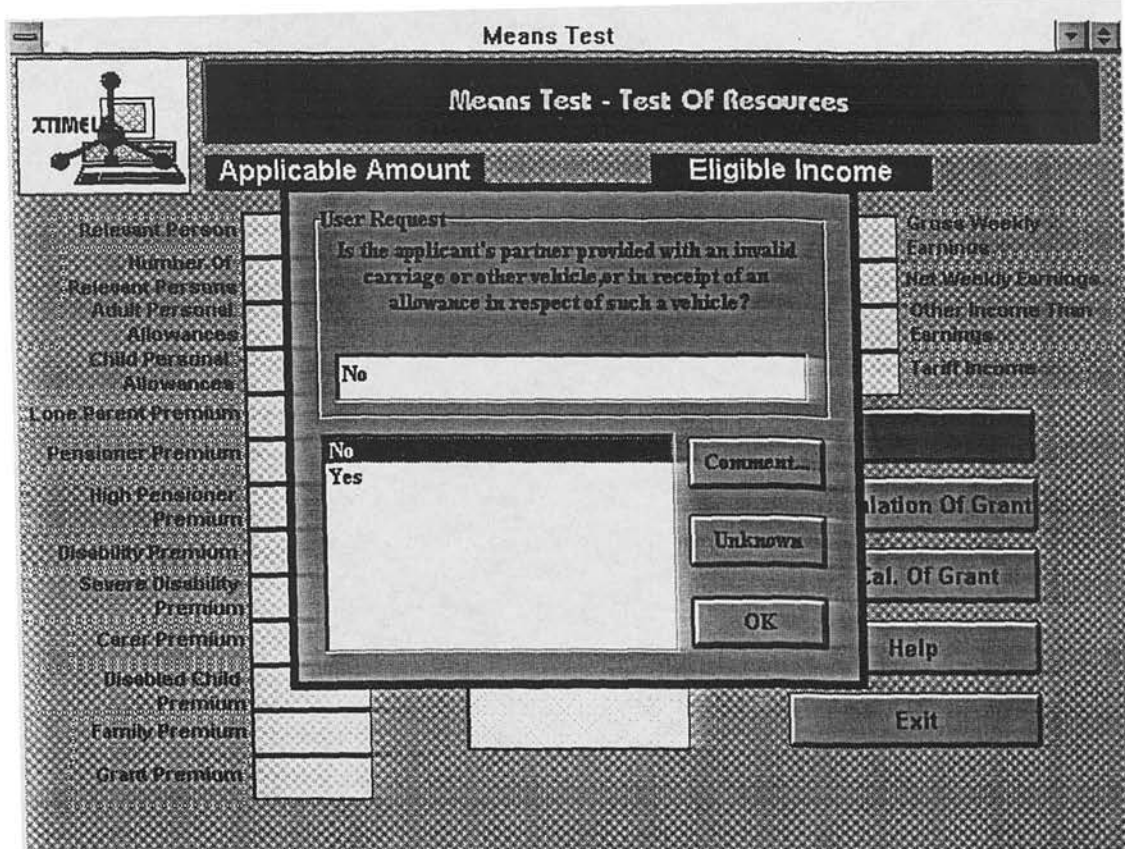 Means Test
XTIMEL
Means Test - Test Of Resources
Applicable Amount
Eligible Income
Relevant Person
Number Of
Relevant Persons
Adult Personal
Allowances
Child Personal
Allowances
Lone Parent Premium
Pensioner Premium
High Pensioner
Premium
Disability Premium
Severe Disability
Premium
Carer Premium
Disabled Child
Premium
Family Premium
Grant Premium
User Request
Is the applicant's partner provided with an invalid
carriage or other vehicle,or in receipt of an
allowance in respect of such a vehicle?
No
No
Yes
Comment...
Unknown
OK
Gross Weekly
Earnings
Net Weekly Earnings
Other Income Than
Earnings
Tariff Income
lation Of Grant
Cal. Of Grant
Help
Exit